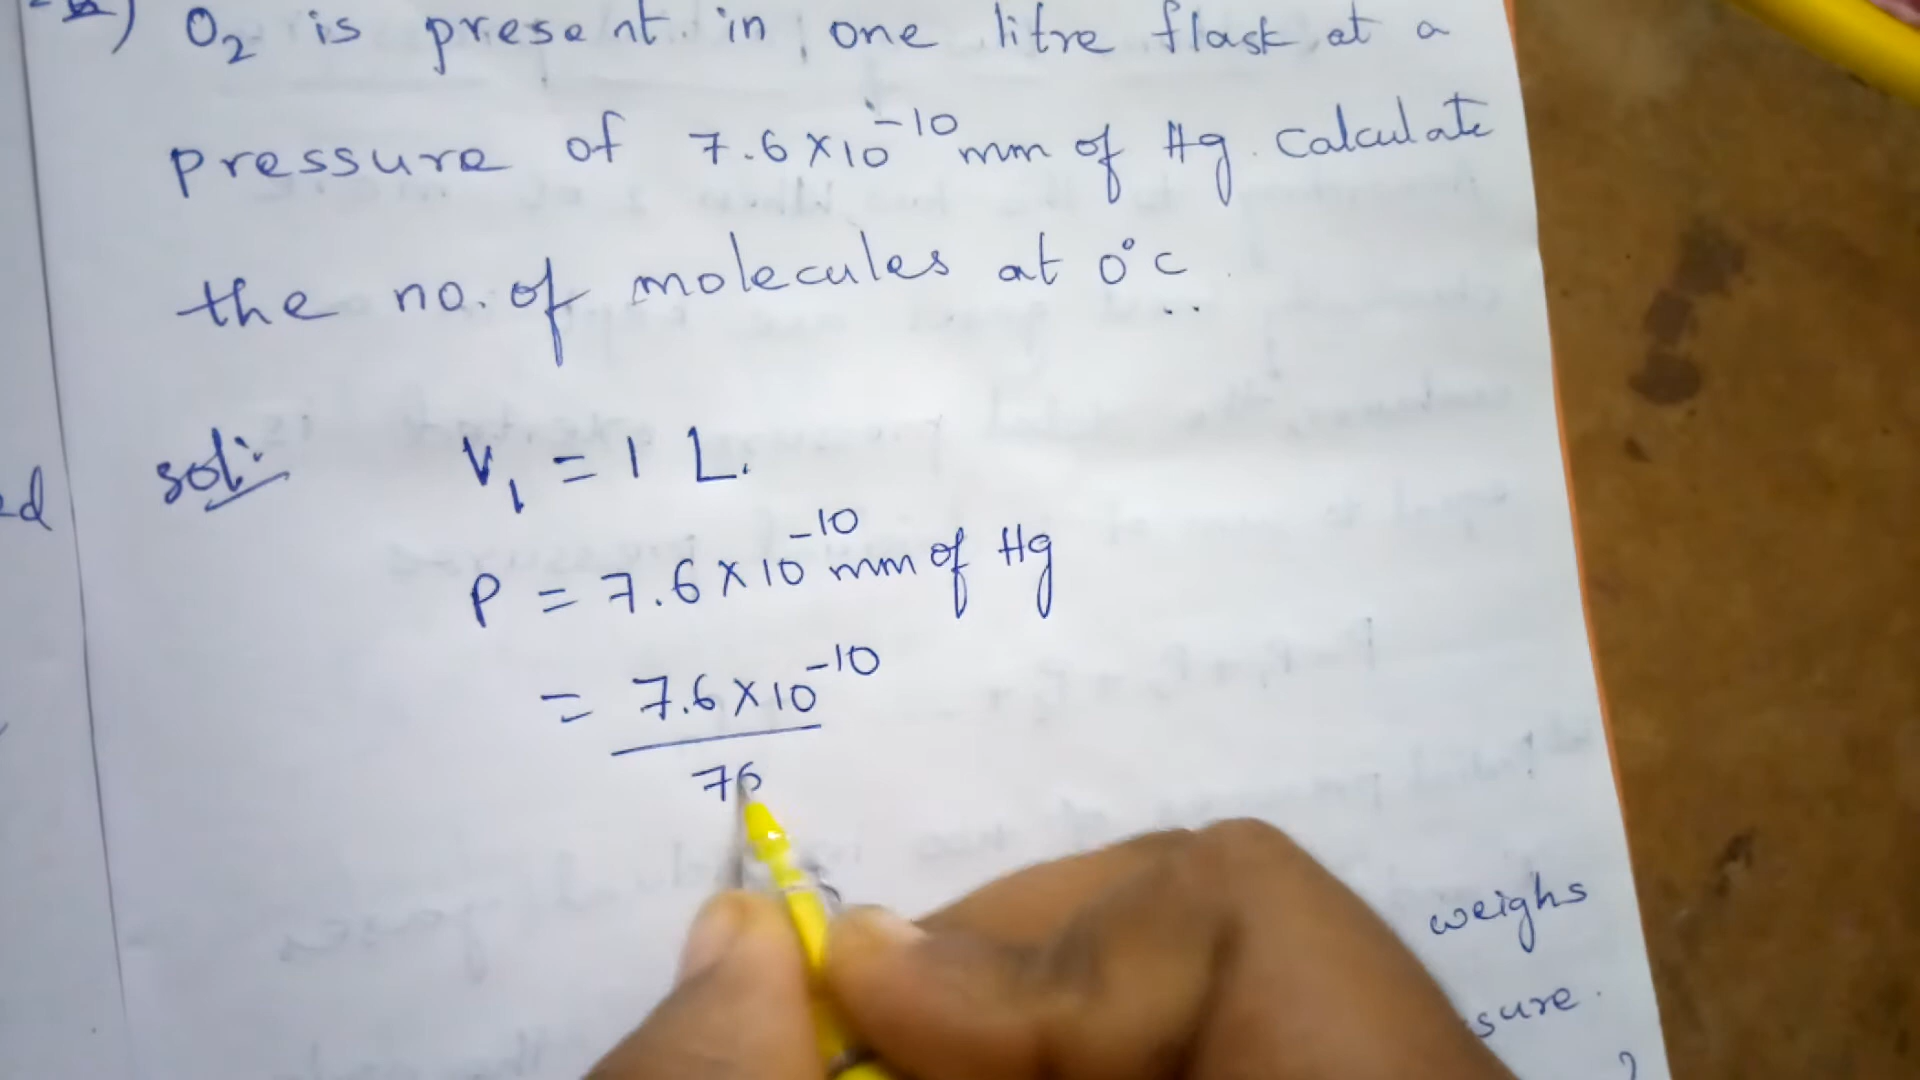 O₂ is present in one litre flask at a
pressure of 7.6×10⁻¹⁰ mm of Hg. Calculate
the no. of molecules at 0°c.
sol:
V₁ = 1 L.
P = 7.6×10⁻¹⁰ mm of Hg
= 7.6×10⁻¹⁰
76
weighs